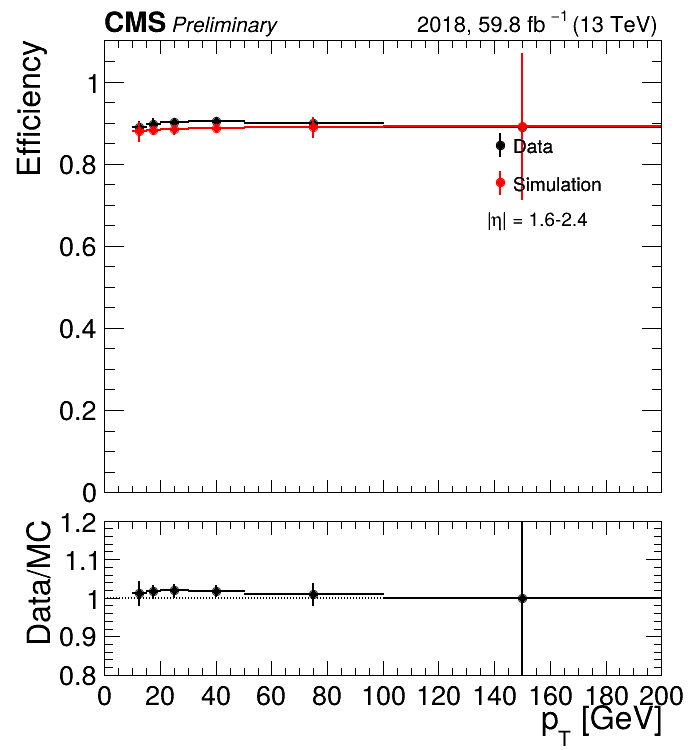 CMS Preliminary 2018, 59.8 fb⁻¹ (13 TeV)
Efficiency
1
0.8
0.6
0.4
0.2
0
Data
Simulation
|η| = 1.6-2.4
Data/MC
1.2
1.1
1
0.9
0.8
0 20 40 60 80 100 120 140 160 180 200
p_T [GeV]